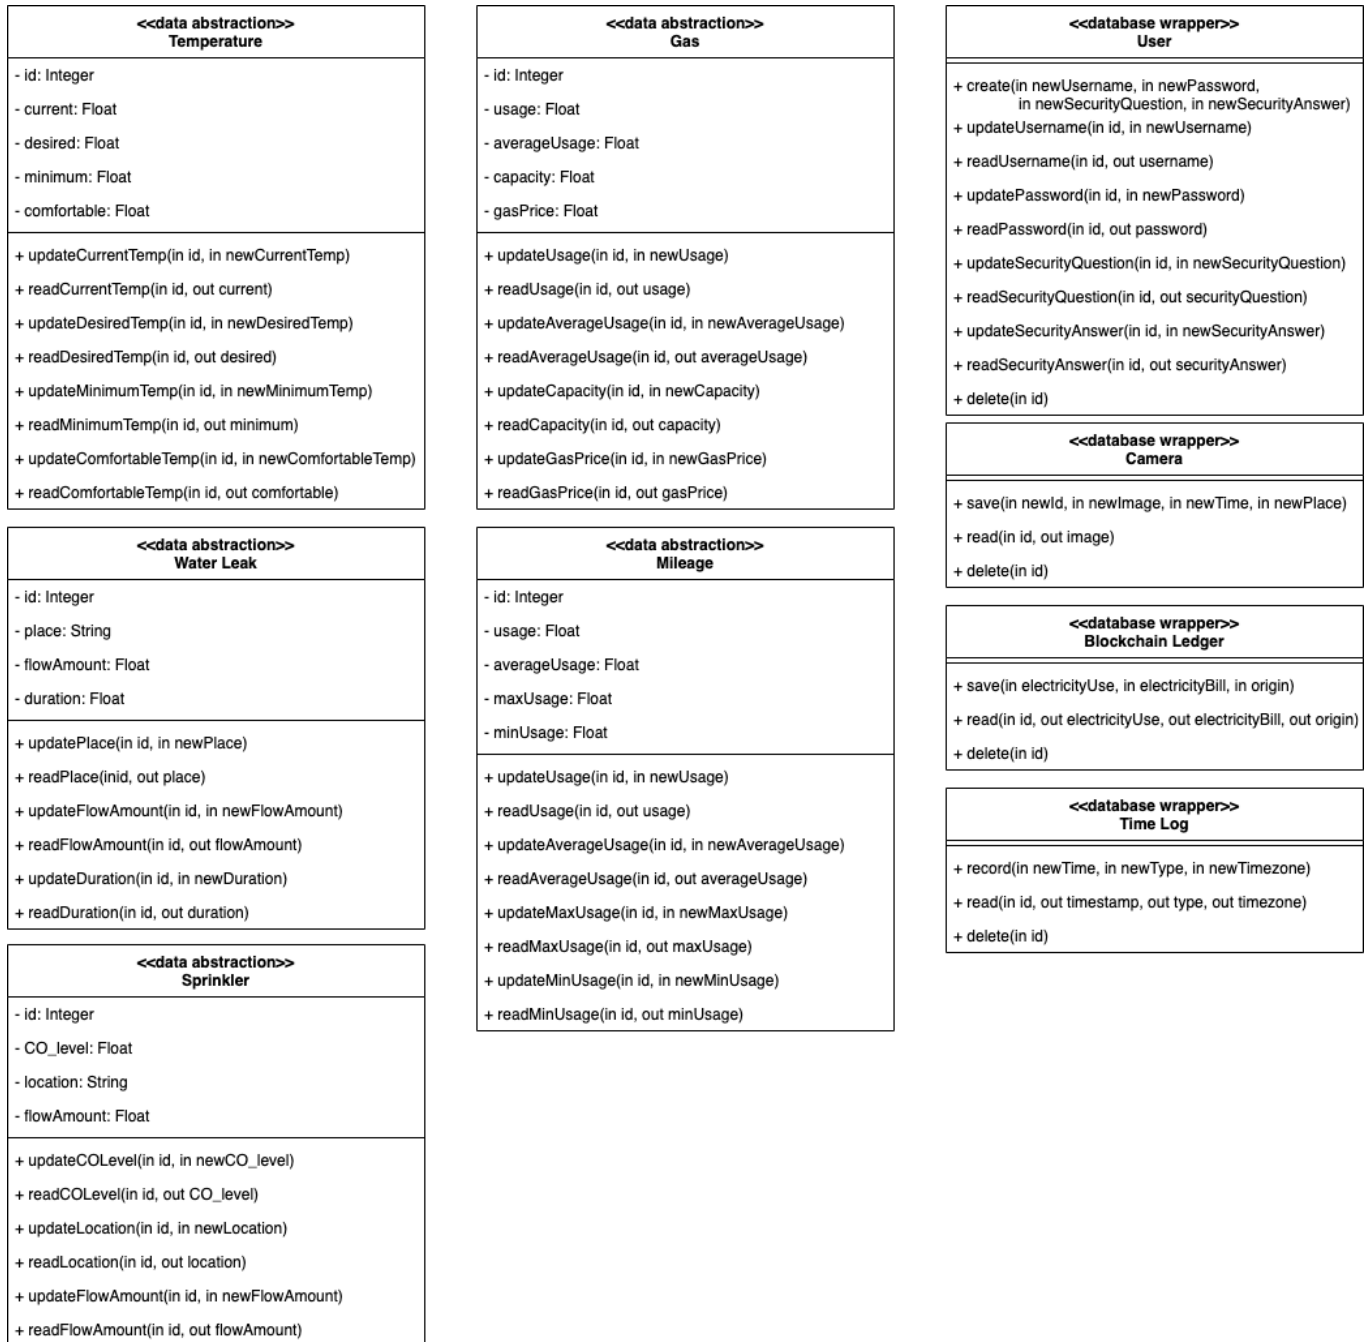 <<data abstraction>>
Temperature
- id: Integer
- current: Float
- desired: Float
- minimum: Float
- comfortable: Float
+ updateCurrentTemp(in id, in newCurrentTemp)
+ readCurrentTemp(in id, out current)
+ updateDesiredTemp(in id, in newDesiredTemp)
+ readDesiredTemp(in id, out desired)
+ updateMinimumTemp(in id, in newMinimumTemp)
+ readMinimumTemp(in id, out minimum)
+ updateComfortableTemp(in id, in newComfortableTemp)
+ readComfortableTemp(in id, out comfortable)
<<data abstraction>>
Water Leak
- id: Integer
- place: String
- flowAmount: Float
- duration: Float
+ updatePlace(in id, in newPlace)
+ readPlace(inid, out place)
+ updateFlowAmount(in id, in newFlowAmount)
+ readFlowAmount(in id, out flowAmount)
+ updateDuration(in id, in newDuration)
+ readDuration(in id, out duration)
<<data abstraction>>
Sprinkler
- id: Integer
- CO_level: Float
- location: String
- flowAmount: Float
+ updateCOLevel(in id, in newCO_level)
+ readCOLevel(in id, out CO_level)
+ updateLocation(in id, in newLocation)
+ readLocation(in id, out location)
+ updateFlowAmount(in id, in newFlowAmount)
+ readFlowAmount(in id, out flowAmount)
<<data abstraction>>
Gas
- id: Integer
- usage: Float
- averageUsage: Float
- capacity: Float
- gasPrice: Float
+ updateUsage(in id, in newUsage)
+ readUsage(in id, out usage)
+ updateAverageUsage(in id, in newAverageUsage)
+ readAverageUsage(in id, out averageUsage)
+ updateCapacity(in id, in newCapacity)
+ readCapacity(in id, out capacity)
+ updateGasPrice(in id, in newGasPrice)
+ readGasPrice(in id, out gasPrice)
<<data abstraction>>
Mileage
- id: Integer
- usage: Float
- averageUsage: Float
- maxUsage: Float
- minUsage: Float
+ updateUsage(in id, in newUsage)
+ readUsage(in id, out usage)
+ updateAverageUsage(in id, in newAverageUsage)
+ readAverageUsage(in id, out averageUsage)
+ updateMaxUsage(in id, in newMaxUsage)
+ readMaxUsage(in id, out maxUsage)
+ updateMinUsage(in id, in newMinUsage)
+ readMinUsage(in id, out minUsage)
<<database wrapper>>
User
+ create(in newUsername, in newPassword,
in newSecurityQuestion, in newSecurityAnswer)
+ updateUsername(in id, in newUsername)
+ readUsername(in id, out username)
+ updatePassword(in id, in newPassword)
+ readPassword(in id, out password)
+ updateSecurityQuestion(in id, in newSecurityQuestion)
+ readSecurityQuestion(in id, out securityQuestion)
+ updateSecurityAnswer(in id, in newSecurityAnswer)
+ readSecurityAnswer(in id, out securityAnswer)
+ delete(in id)
<<database wrapper>>
Camera
+ save(in newId, in newImage, in newTime, in newPlace)
+ read(in id, out image)
+ delete(in id)
<<database wrapper>>
Blockchain Ledger
+ save(in electricityUse, in electricityBill, in origin)
+ read(in id, out electricityUse, out electricityBill, out origin)
+ delete(in id)
<<database wrapper>>
Time Log
+ record(in newTime, in newType, in newTimezone)
+ read(in id, out timestamp, out type, out timezone)
+ delete(in id)